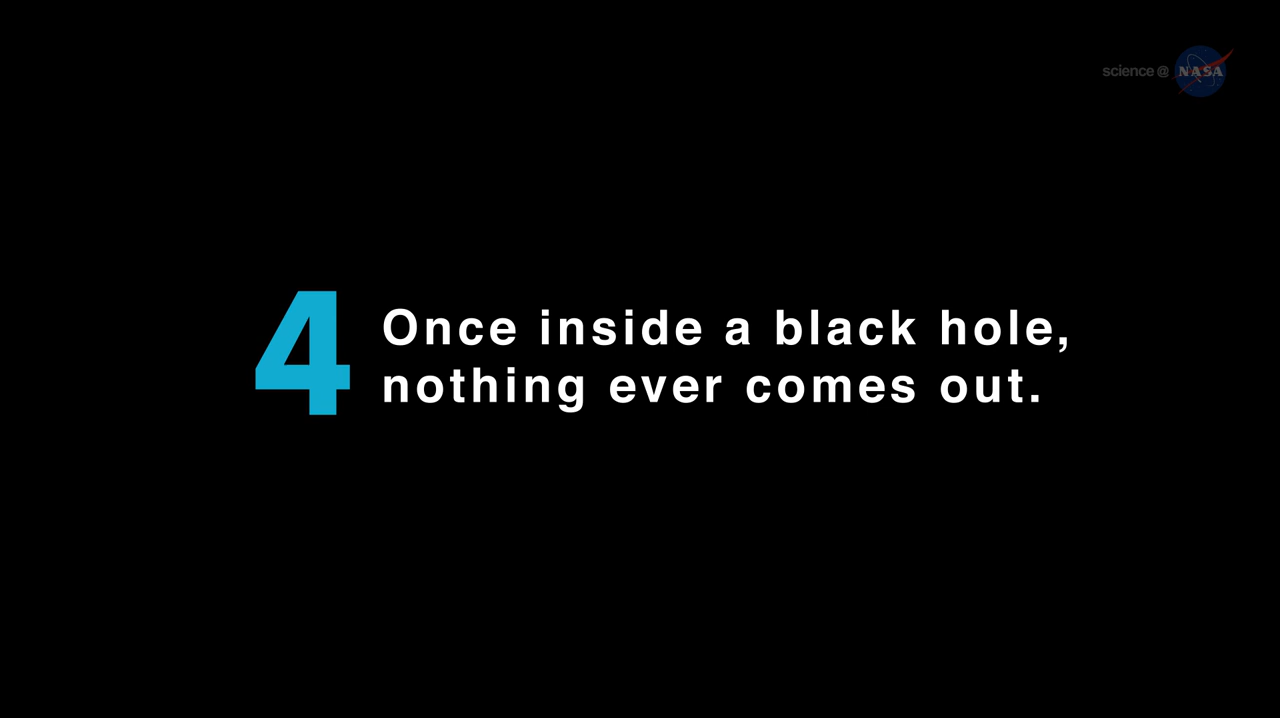 science@ NASA
4 Once inside a black hole,
nothing ever comes out.